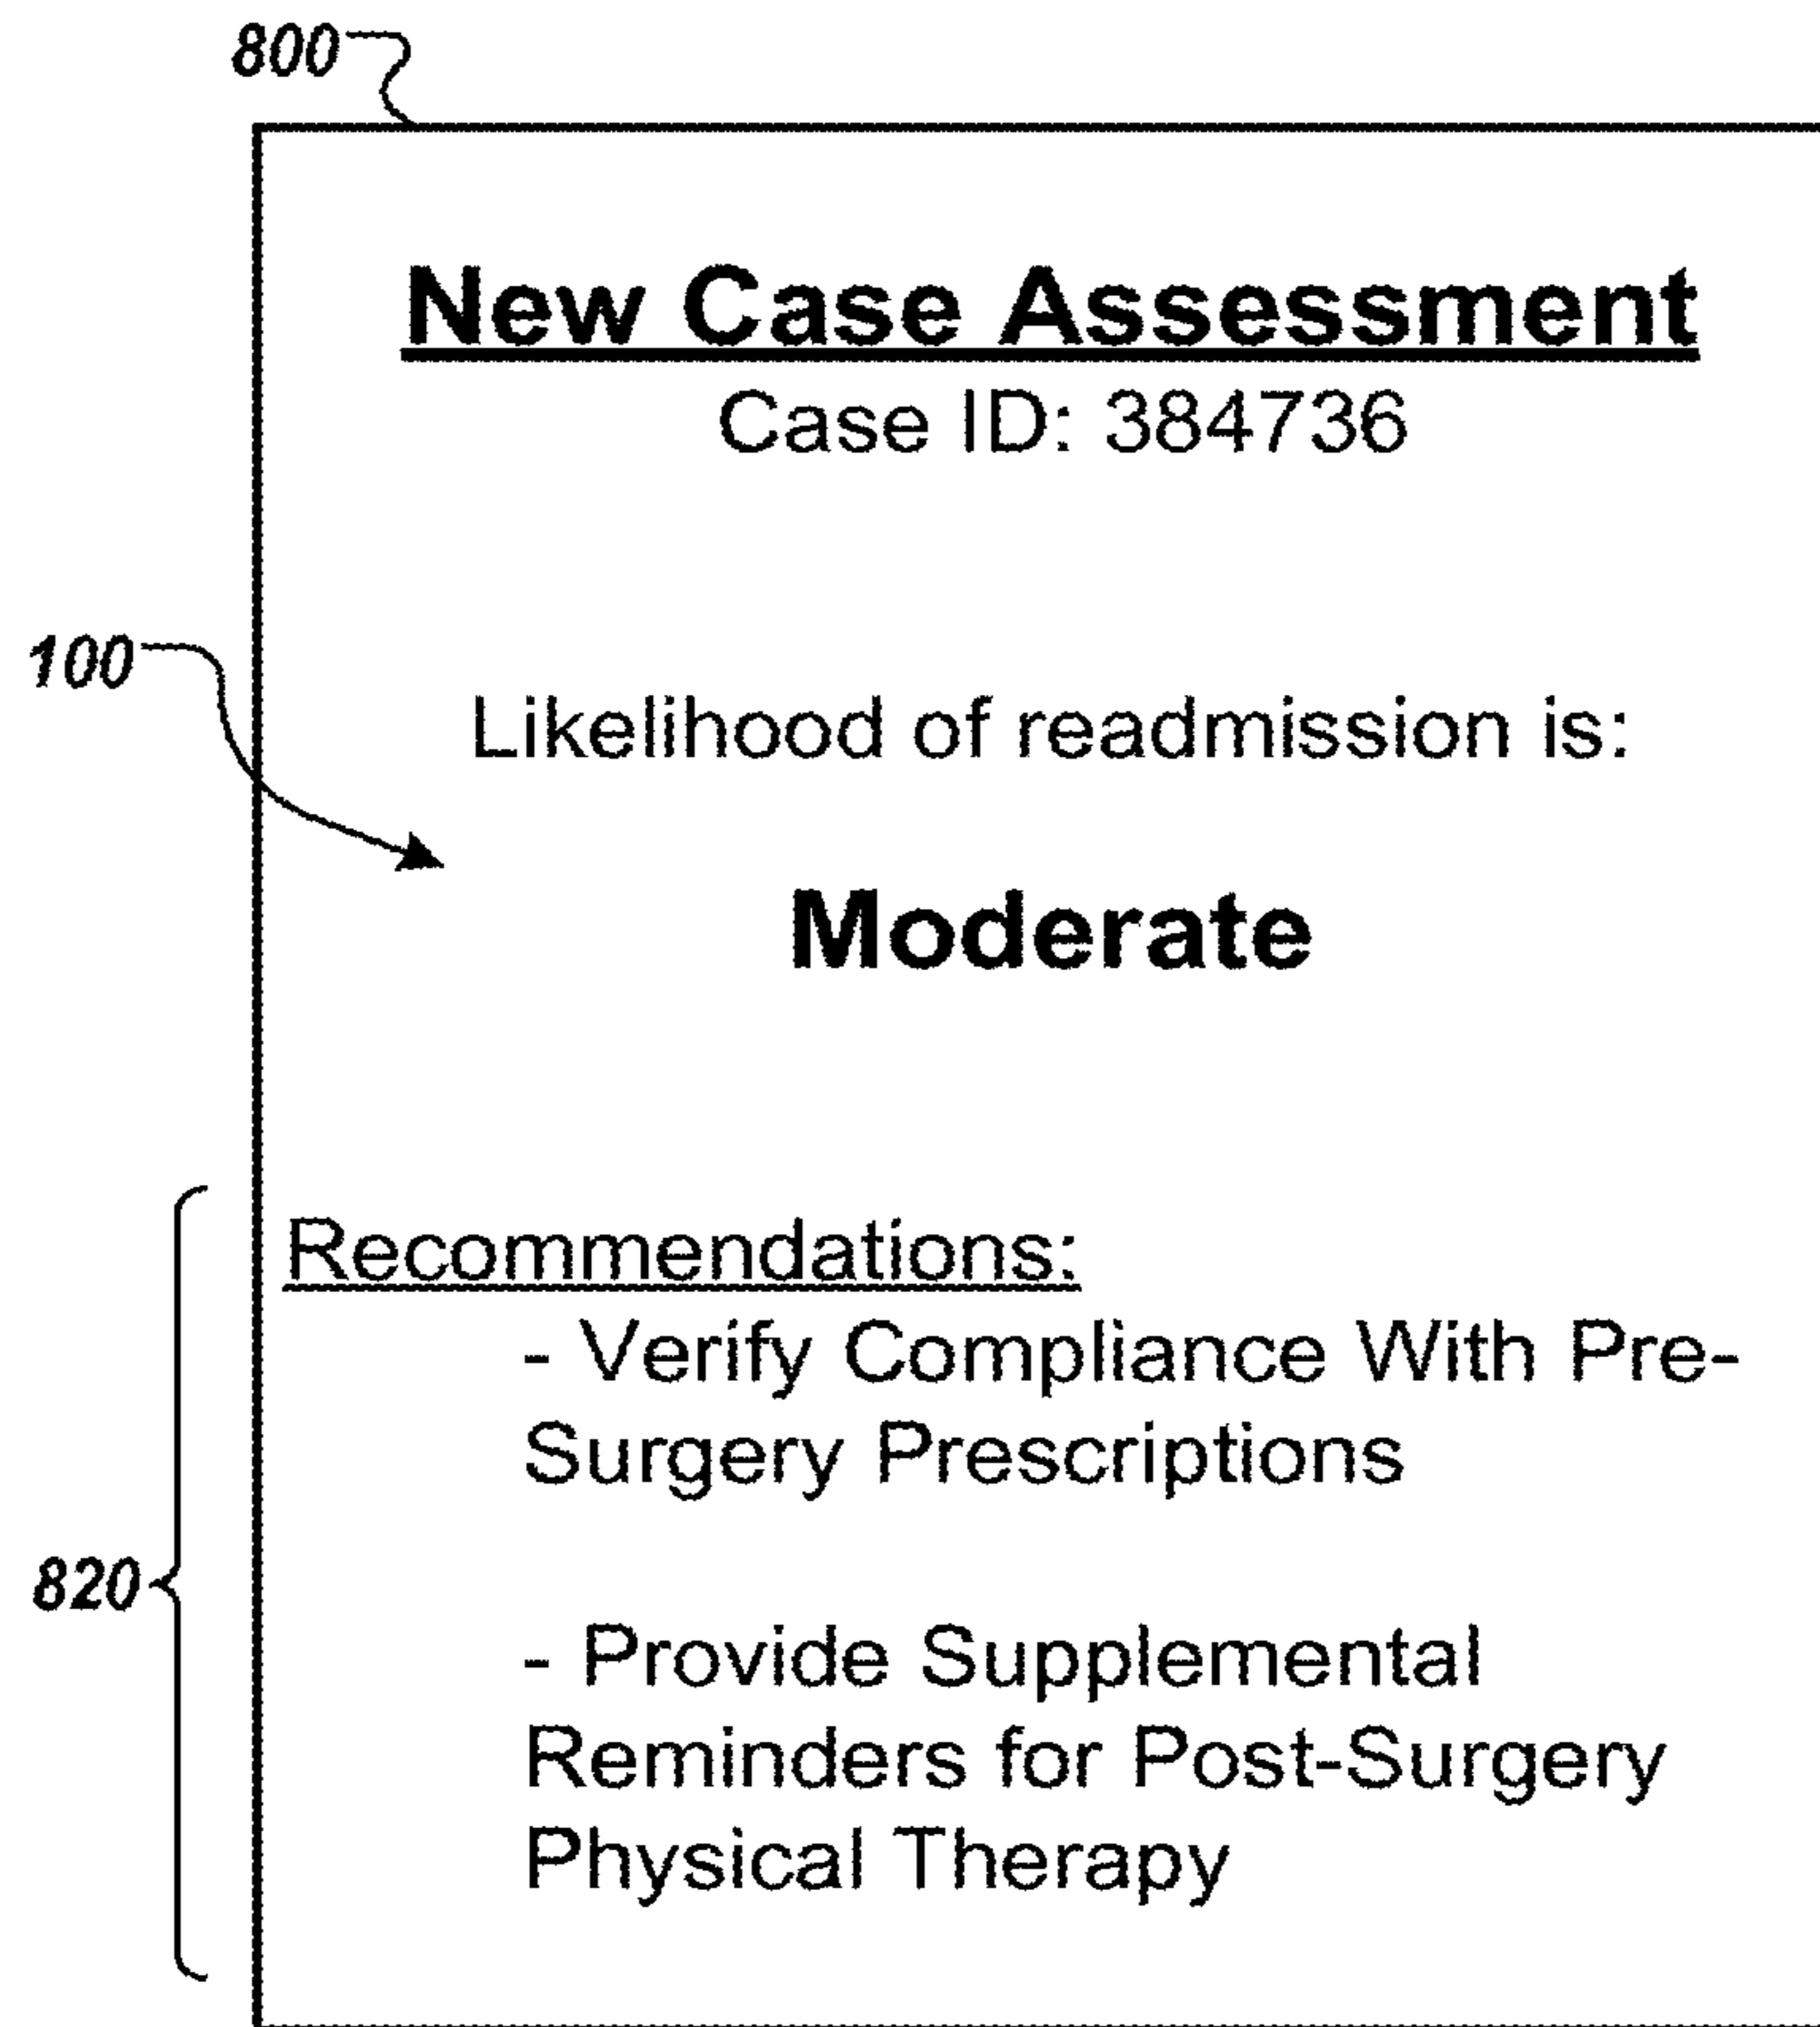 800
New Case Assessment
Case ID: 384736
100
Likelihood of readmission is:
Moderate
Recommendations:
- Verify Compliance With Pre-
Surgery Prescriptions
820
- Provide Supplemental
Reminders for Post-Surgery
Physical Therapy